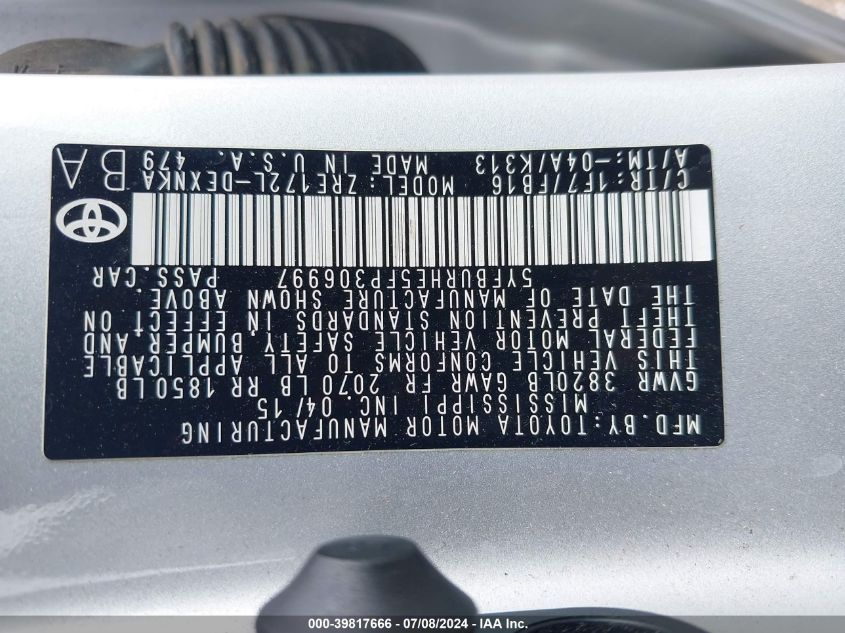 MFD. BY: TOYOTA MOTOR MANUFACTURING
MISSISSIPPI INC. 04/15
GVWR 3820LB GAWR FR 2070LB RR 1850LB
THIS VEHICLE CONFORMS TO ALL APPLICABLE
FEDERAL MOTOR VEHICLE SAFETY, BUMPER, AND
THEFT PREVENTION STANDARDS IN EFFECT ON
THE DATE OF MANUFACTURE SHOWN ABOVE.
5YFBURHE5FP306997 PASS.CAR
C/TR:1F7/FB16 MODEL:ZRE172L-DEXNKA
A/TM:-04A/K313 MADE IN U.S.A. 479
BA
000-39817666 - 07/08/2024 - IAA Inc.